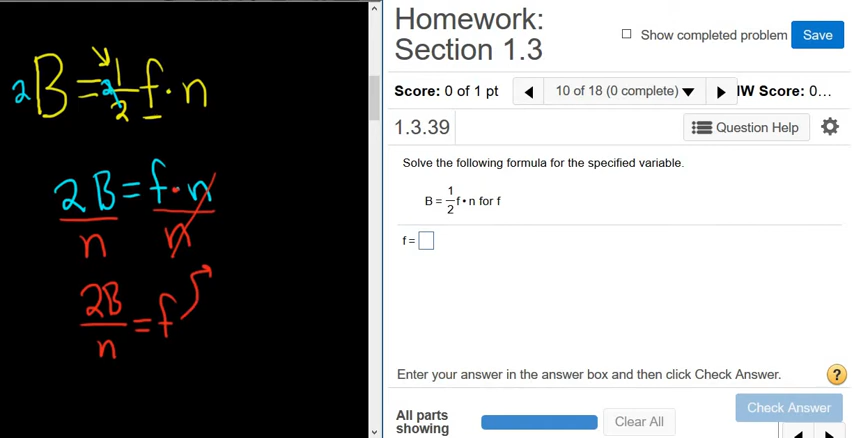 2B = 2 1/2 f · n
2B = f · n
n n
2B/n = f
Homework:
Section 1.3
Show completed problem
Save
Score: 0 of 1 pt
10 of 18 (0 complete)
HW Score: 0...
1.3.39
Question Help
Solve the following formula for the specified variable.
B = 1/2 f • n for f
f =
Enter your answer in the answer box and then click Check Answer.
?
All parts
showing
Clear All
Check Answer